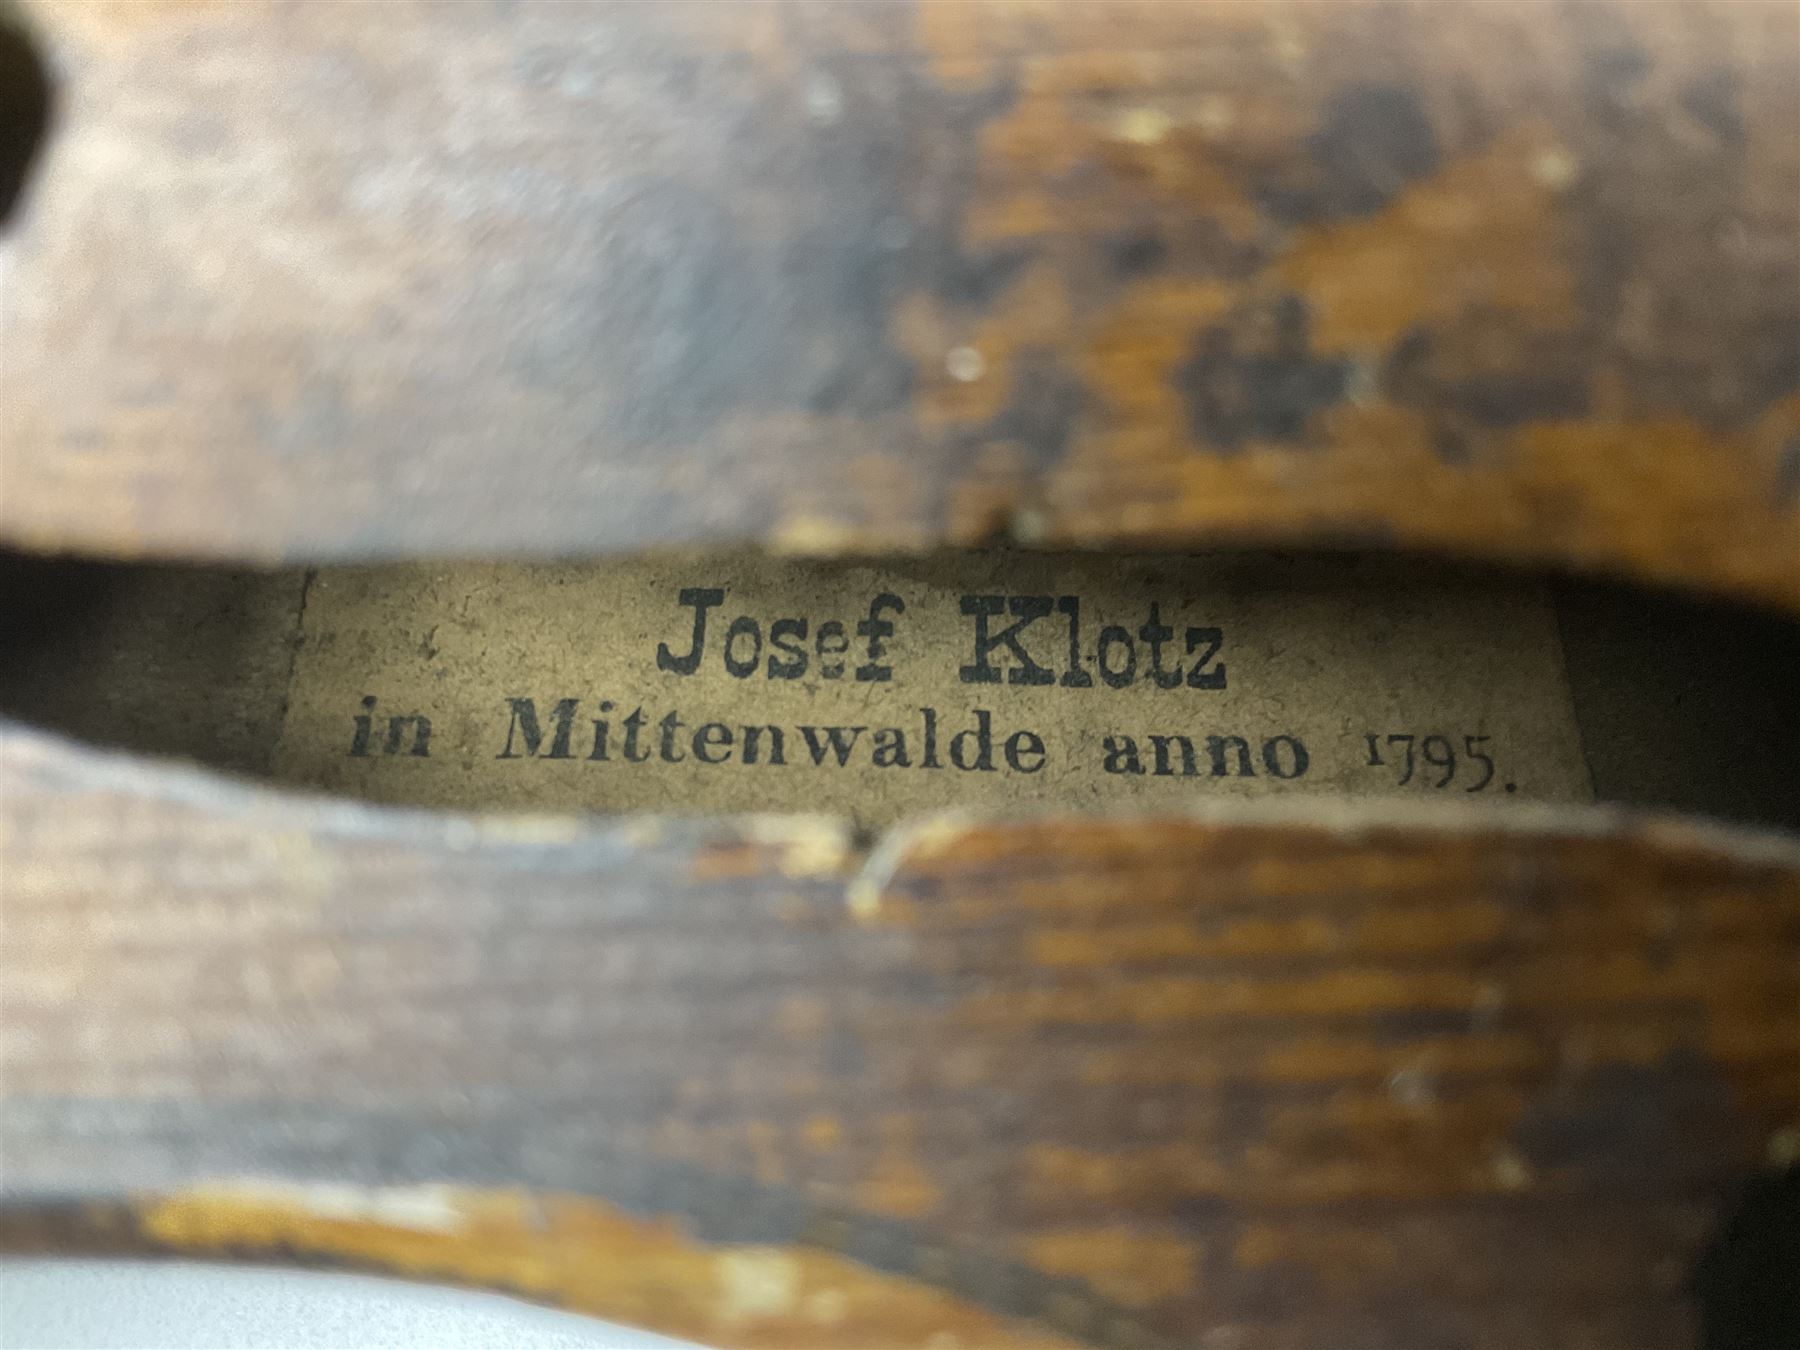 Josef Klotz
in Mittenwalde anno 1795.